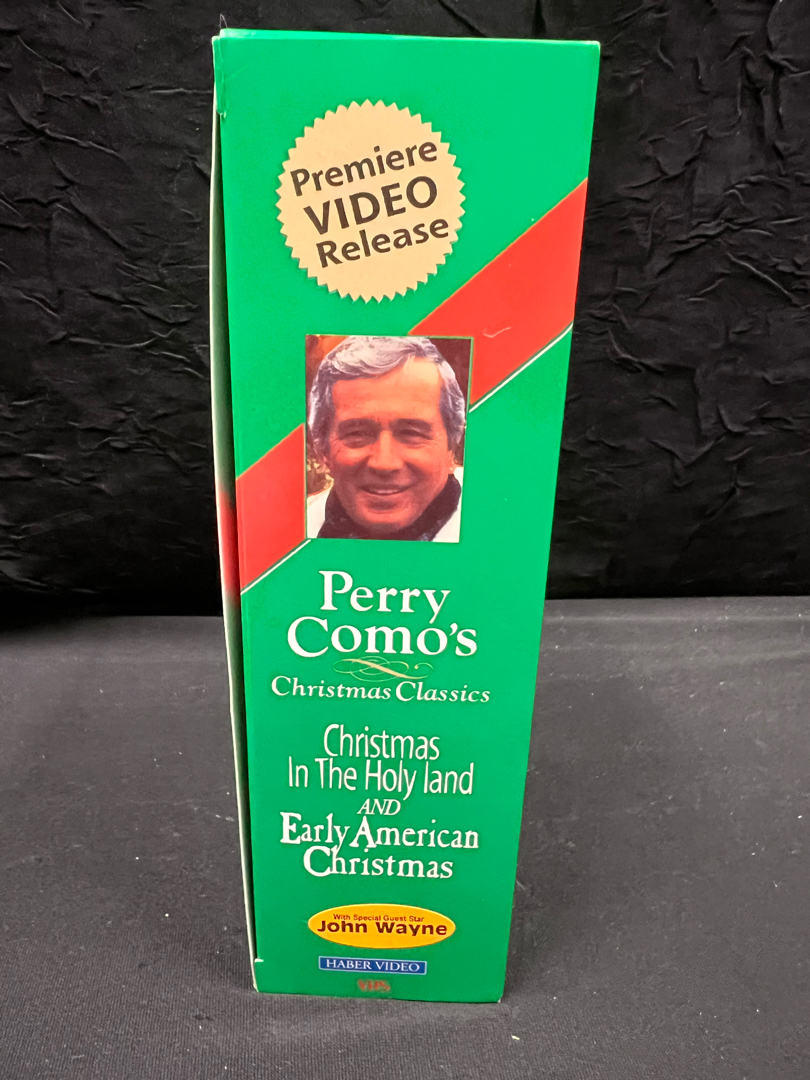 Premiere
VIDEO
Release
Perry
Como's
Christmas Classics
Christmas
In The Holy land
AND
Early American
Christmas
With Special Guest Star
John Wayne
HABER VIDEO
VHS